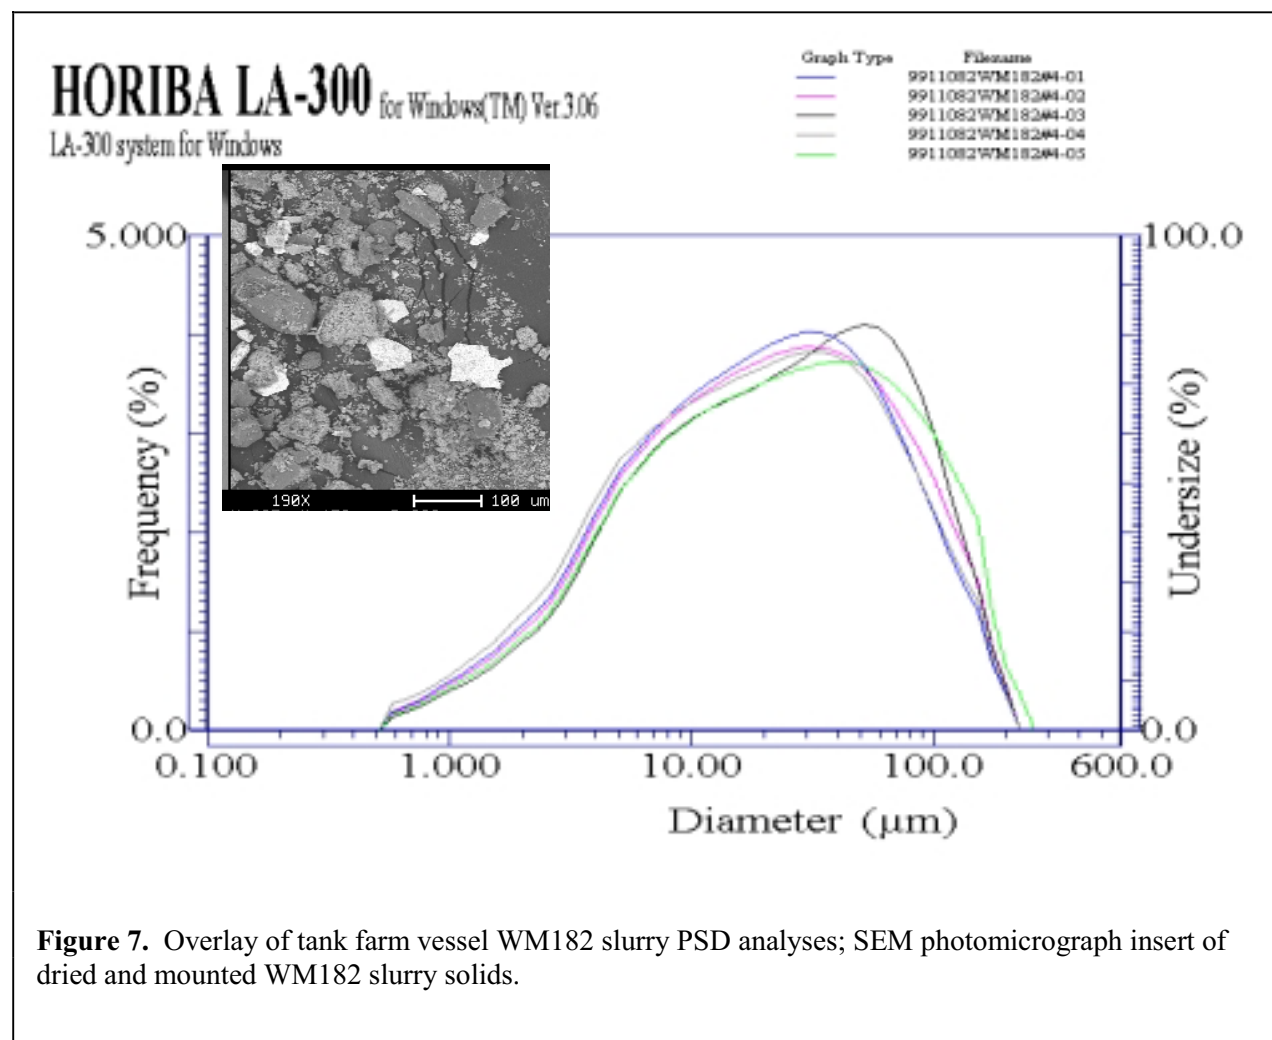 HORIBA LA-300 for Windows(TM) Ver.3.06
LA-300 system for Windows
Graph Type Filename
9911082WM182#4-01
9911082WM182#4-02
9911082WM182#4-03
9911082WM182#4-04
9911082WM182#4-05
5.000
100.0
190X 100 um
Frequency (%)
Undersize (%)
0.0
0.0
0.100 1.000 10.00 100.0 600.0
Diameter (µm)
Figure 7. Overlay of tank farm vessel WM182 slurry PSD analyses; SEM photomicrograph insert of
dried and mounted WM182 slurry solids.